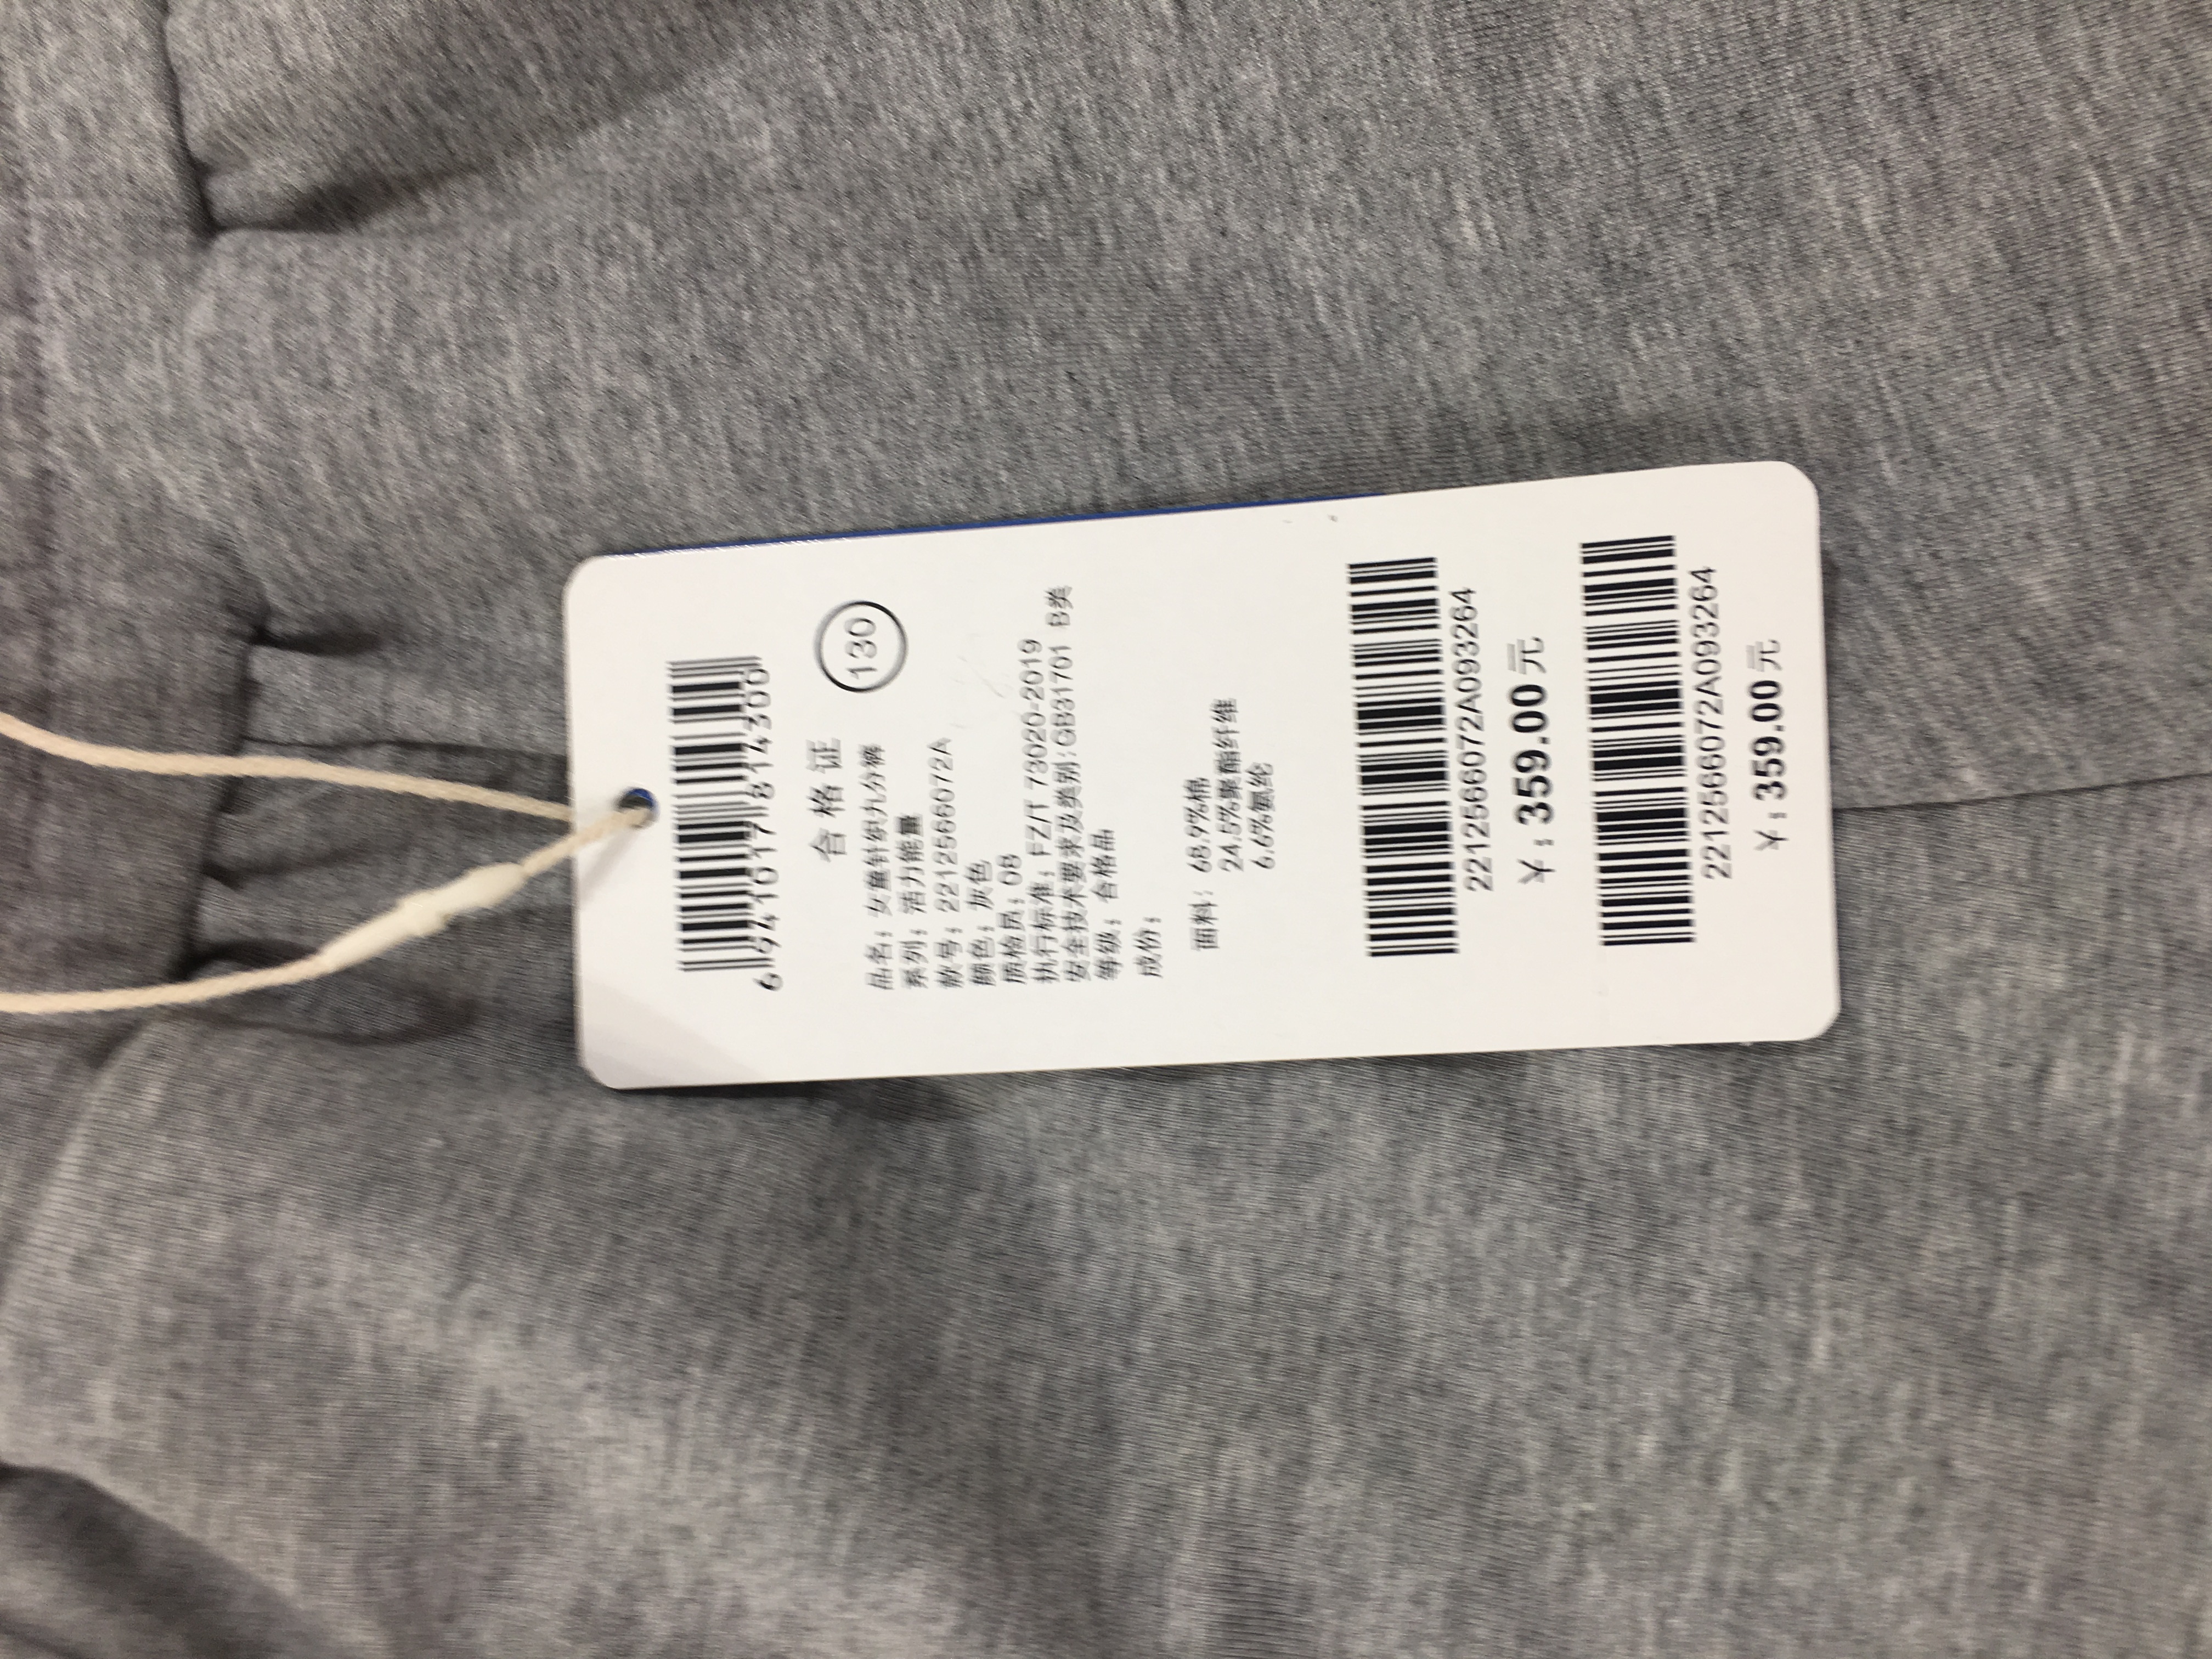 6941017814300
合格证
130
品名：女童针织九分裤
系列：活力能量
款号：2212566072A
颜色：灰色
质检员：08
执行标准：FZ/T 73020-2019
安全技术要求及类别：GB31701 B类
等级：合格品
成份：
面料：68.9%棉
24.5%聚酯纤维
6.6%氨纶
2212566072A093264
￥：359.00元
2212566072A093264
￥：359.00元